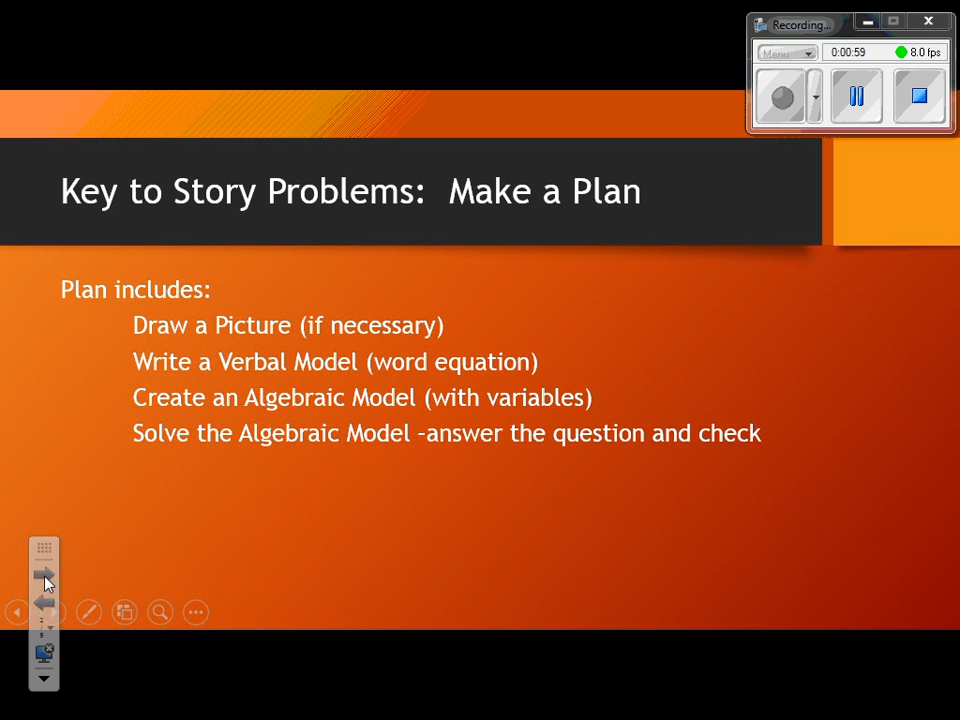 Recording...
Menu 0:00:59 8.0 fps
Key to Story Problems:  Make a Plan
Plan includes:
Draw a Picture (if necessary)
Write a Verbal Model (word equation)
Create an Algebraic Model (with variables)
Solve the Algebraic Model –answer the question and check